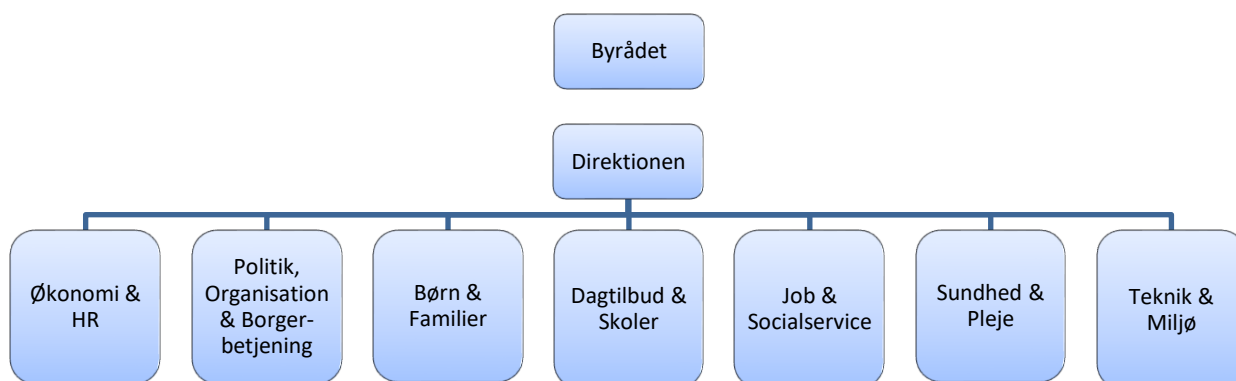 Byrådet
Direktionen
Økonomi &
HR
Politik,
Organisation
& Borger-
betjening
Børn &
Familier
Dagtilbud &
Skoler
Job &
Socialservice
Sundhed &
Pleje
Teknik &
Miljø